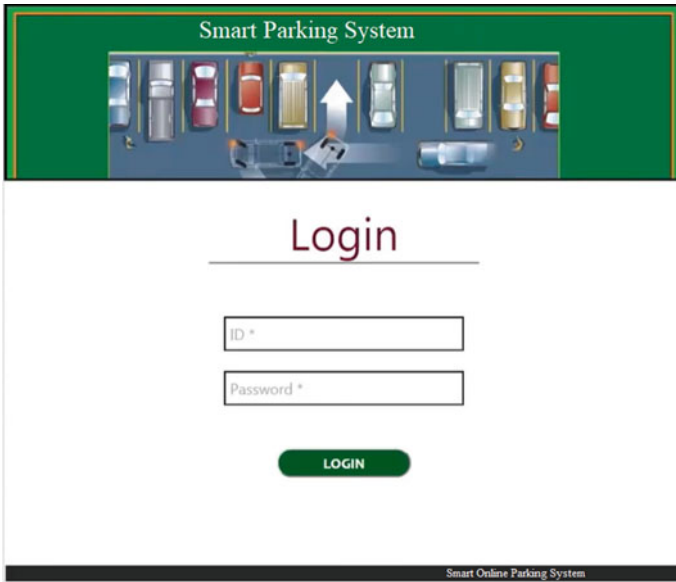 Smart Parking System
Login
ID *
Password *
LOGIN
Smart Online Parking System